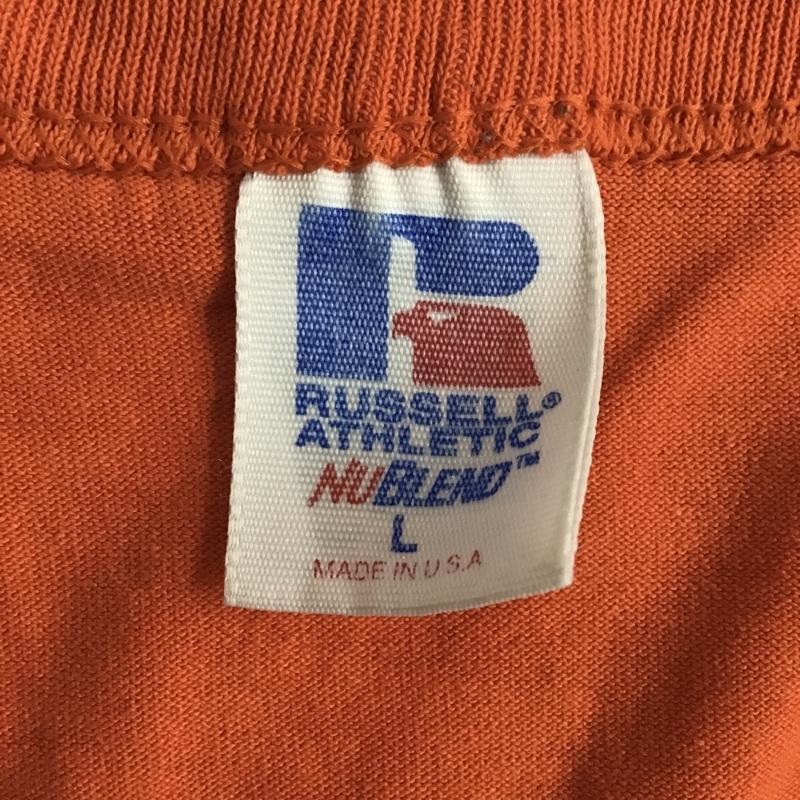 RUSSELL®
ATHLETIC
NUBLEND™
L
MADE IN U.S.A